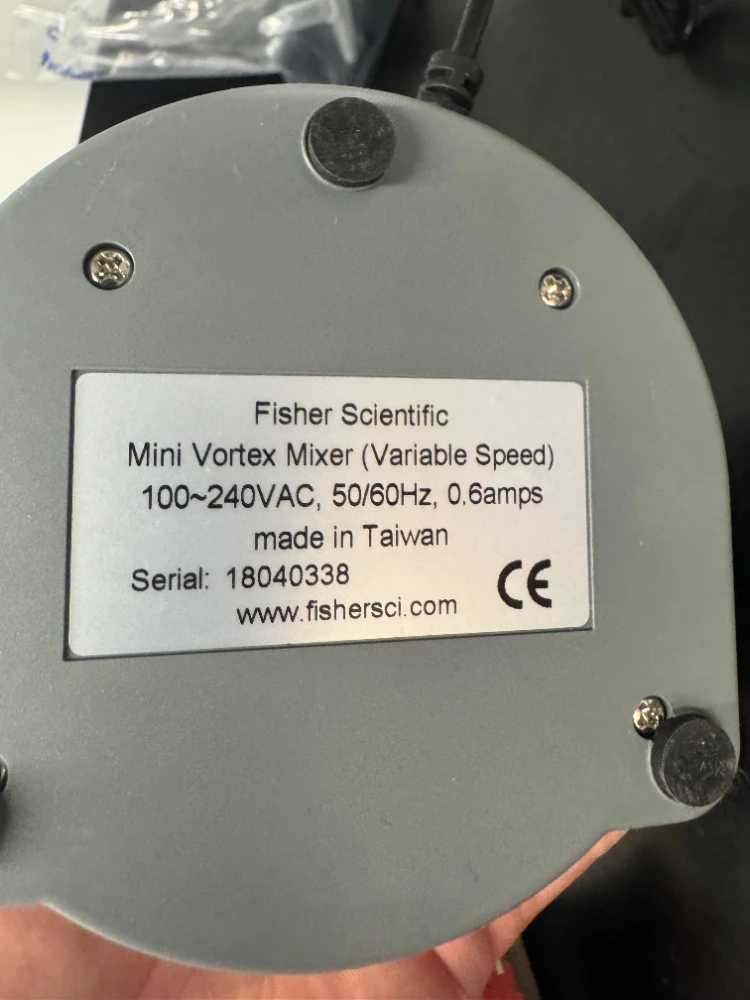 Fisher Scientific
Mini Vortex Mixer (Variable Speed)
100~240VAC, 50/60Hz, 0.6amps
made in Taiwan
Serial: 18040338
CE
www.fishersci.com